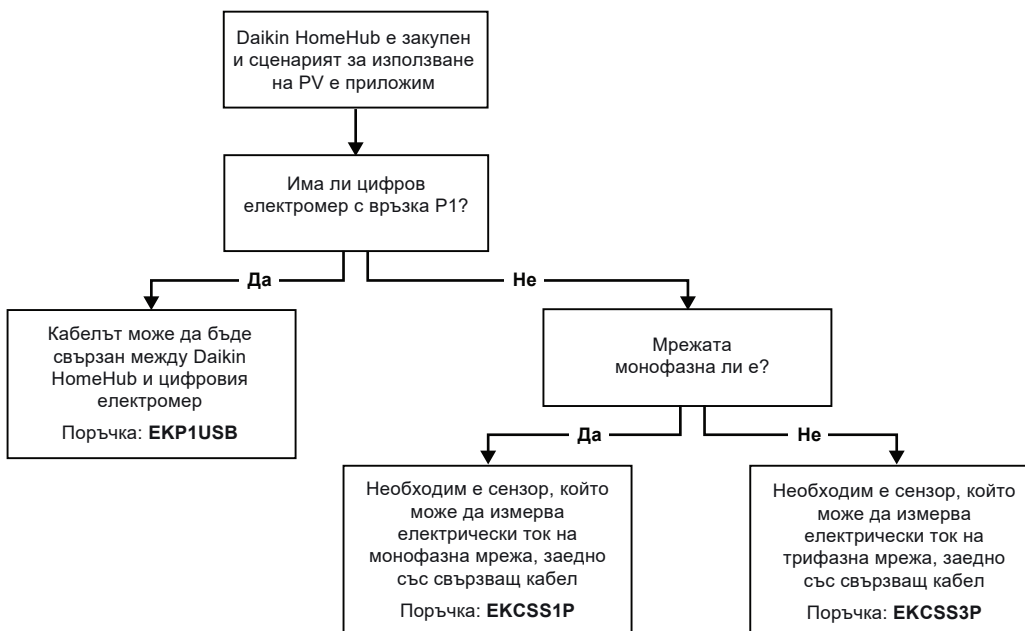 Daikin HomeHub е закупен
и сценарият за използване
на PV е приложим
Има ли цифров
електромер с връзка P1?
Да
Не
Кабелът може да бъде
свързан между Daikin
HomeHub и цифровия
електромер
Поръчка: EKP1USB
Мрежата
монофазна ли е?
Да
Не
Необходим е сензор, който
може да измерва
електрически ток на
монофазна мрежа, заедно
със свързващ кабел
Поръчка: EKCSS1P
Необходим е сензор, който
може да измерва
електрически ток на
трифазна мрежа, заедно
със свързващ кабел
Поръчка: EKCSS3P